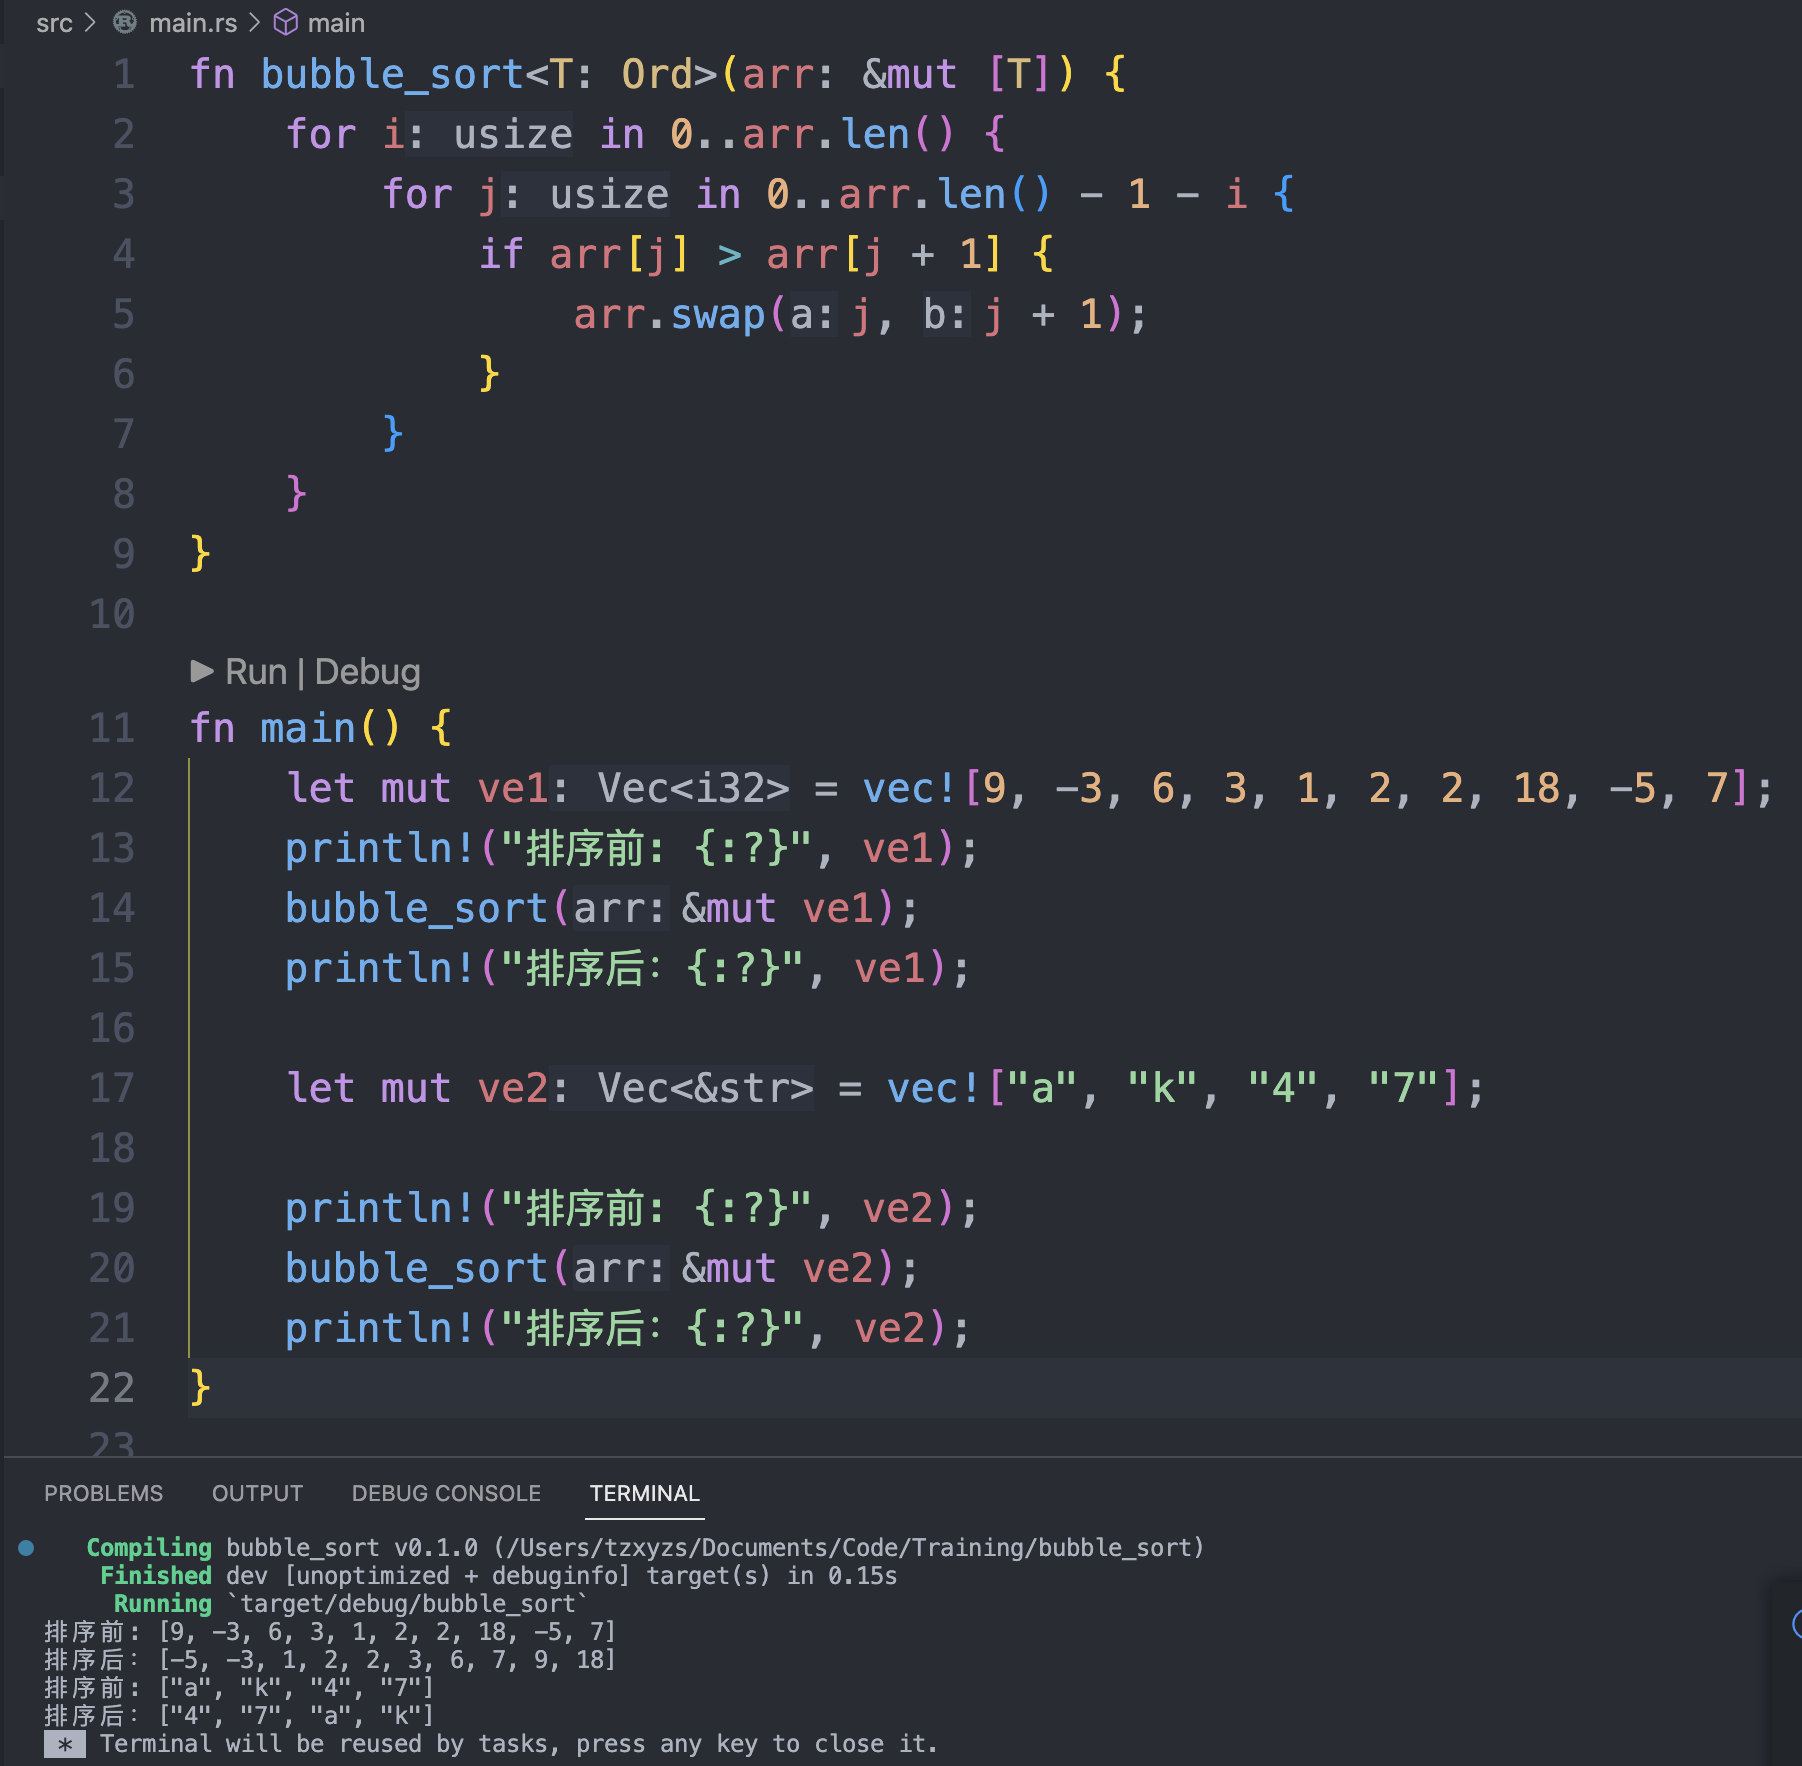 src > main.rs > main
1 fn bubble_sort<T: Ord>(arr: &mut [T]) {
2     for i: usize in 0..arr.len() {
3         for j: usize in 0..arr.len() - 1 - i {
4             if arr[j] > arr[j + 1] {
5                 arr.swap(a: j, b: j + 1);
6             }
7         }
8     }
9 }
10
▶ Run | Debug
11 fn main() {
12     let mut ve1: Vec<i32> = vec![9, -3, 6, 3, 1, 2, 2, 18, -5, 7];
13     println!("排序前: {:?}", ve1);
14     bubble_sort(arr: &mut ve1);
15     println!("排序后：{:?}", ve1);
16
17     let mut ve2: Vec<&str> = vec!["a", "k", "4", "7"];
18
19     println!("排序前: {:?}", ve2);
20     bubble_sort(arr: &mut ve2);
21     println!("排序后：{:?}", ve2);
22 }
23
PROBLEMS OUTPUT DEBUG CONSOLE TERMINAL
Compiling bubble_sort v0.1.0 (/Users/tzxyzs/Documents/Code/Training/bubble_sort)
Finished dev [unoptimized + debuginfo] target(s) in 0.15s
Running `target/debug/bubble_sort`
排序前: [9, -3, 6, 3, 1, 2, 2, 18, -5, 7]
排序后：[-5, -3, 1, 2, 2, 3, 6, 7, 9, 18]
排序前: ["a", "k", "4", "7"]
排序后：["4", "7", "a", "k"]
* Terminal will be reused by tasks, press any key to close it.